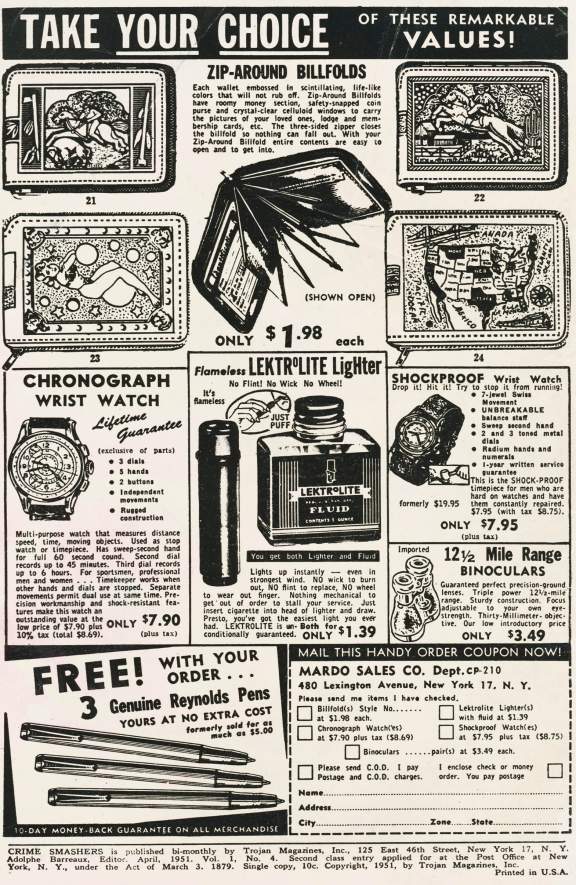 TAKE YOUR CHOICE
OF THESE REMARKABLE
VALUES!
ZIP-AROUND BILLFOLDS
Each wallet embossed in scintillating, life-like
colors that will not rub off. Zip-Around Billfolds
have roomy money section, safety-snapped coin
purse and crystal-clear celluloid windows to carry
the pictures of your loved ones, lodge and mem-
bership cards, etc. The three-sided zipper closes
the billfold so nothing can fall out. With your
Zip-Around Billfold entire contents are easy to
open and to get into.
21
22
(SHOWN OPEN)
CANADA
MEXICO
23
24
ONLY $1.98 each
CHRONOGRAPH
WRIST WATCH
Lifetime
Guarantee
(exclusive of parts)
• 3 dials
• 5 hands
• 2 buttons
• Independent
movements
• Rugged
construction
Multi-purpose watch that measures distance
speed, time, moving objects. Used as stop
watch or timepiece. Has sweep-second hand
for full 60 second count. Second dial
records up to 45 minutes. Third dial records
up to 6 hours. For sportsmen, professional
men and women . . . Timekeeper works when
other hands and dials are stopped. Separate
movements permit dual use at same time. Pre-
cision workmanship and shock-resistant fea-
tures make this watch an
outstanding value at the
low price of $7.90 plus
10% tax (total $8.69).
ONLY $7.90
(plus tax)
Flameless LEKTROLITE Lighter
No Flint! No Wick No Wheel!
It's
flameless
JUST
PUFF
LEKTROLITE
FLUID
CONTENTS 1 OUNCE
You get both Lighter and Fluid
Lights up instantly — even in
strongest wind. NO wick to burn
out, NO flint to replace, NO wheel
to wear out finger. Nothing mechanical to
get out of order to stall your service. Just
insert cigarette into head of lighter and draw.
Presto, you've got the easiest light you ever
had. LEKTROLITE is un-
conditionally guaranteed.
Both for
ONLY $1.39
SHOCKPROOF Wrist Watch
Drop it! Hit it! Try to stop it from running!
• 7-jewel Swiss
Movement
• UNBREAKABLE
balance staff
• Sweep second hand
• 2 and 3 toned metal
dials
• Radium hands and
numerals
• 1-year written service
guarantee
This is the SHOCK-PROOF
timepiece for men who are
hard on watches and have
them constantly repaired.
$7.95 (with tax $8.75).
formerly $19.95
ONLY $7.95
(plus tax)
Imported
12½ Mile Range
BINOCULARS
Guaranteed perfect precision-ground
lenses. Triple power 12½-mile
range. Sturdy construction. Focus
adjustable to your own eye-
strength. Thirty-Millimeter-objec-
tive. Our low introductory price
ONLY $3.49
FREE!
WITH YOUR
ORDER . . .
3 Genuine Reynolds Pens
YOURS AT NO EXTRA COST
formerly sold for as
much as $5.00
10-DAY MONEY-BACK GUARANTEE ON ALL MERCHANDISE
MAIL THIS HANDY ORDER COUPON NOW!
MARDO SALES CO. Dept. CP-210
480 Lexington Avenue, New York 17, N. Y.
Please send me items I have checked.
Billfold(s) Style No.......
at $1.98 each.
Lektrolite Lighter(s)
with fluid at $1.39
Chronograph Watch(es)
at $7.90 plus tax ($8.69)
Shockproof Watch(es)
at $7.95 plus tax ($8.75)
Binoculars ......pair(s) at $3.49 each.
Please send C.O.D. I pay
Postage and C.O.D. charges.
I enclose check or money
order. You pay postage
Name
Address
City Zone State
CRIME SMASHERS is published bi-monthly by Trojan Magazines, Inc., 125 East 46th Street, New York 17, N. Y.
Adolphe Barreaux, Editor. April, 1951. Vol. 1, No. 4. Second class entry applied for at the Post Office at New
York, N. Y., under the Act of March 3. 1879. Single copy, 10c. Copyright, 1951, by Trojan Magazines, Inc.
Printed in U.S.A.